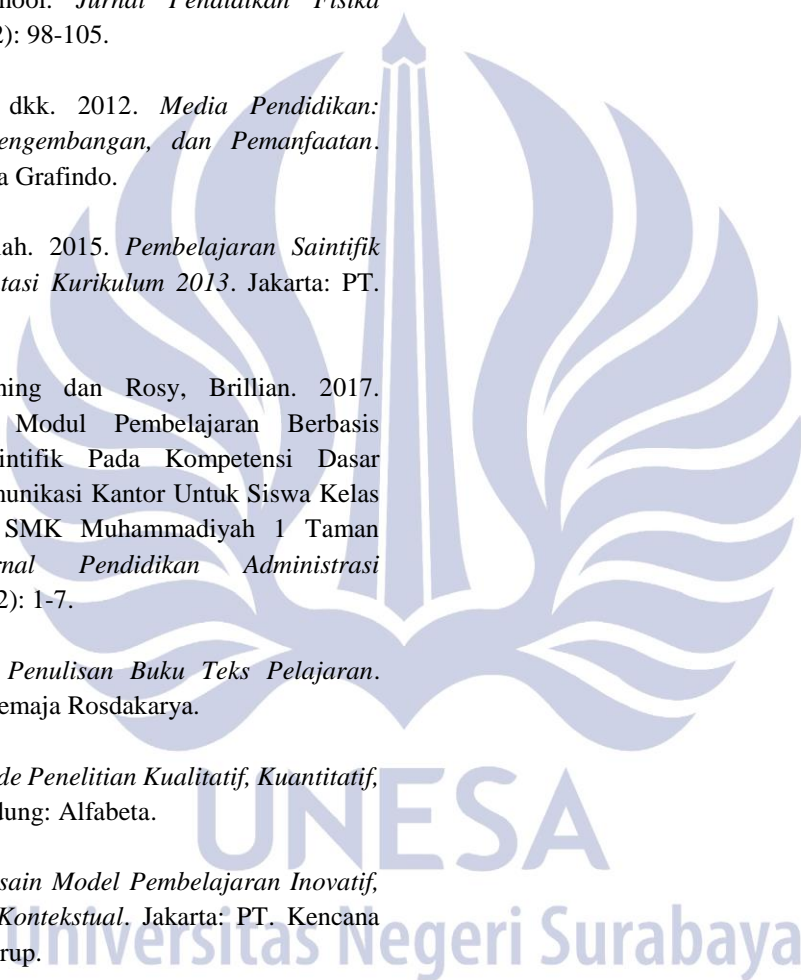 Jurnal Pendidikan Fisika
2): 98-105.
dkk. 2012. Media Pendidikan:
engembangan, dan Pemanfaatan.
a Grafindo.
lah. 2015. Pembelajaran Saintifik
tasi Kurikulum 2013. Jakarta: PT.
ning dan Rosy, Brillian. 2017.
Modul Pembelajaran Berbasis
intifik Pada Kompetensi Dasar
munikasi Kantor Untuk Siswa Kelas
SMK Muhammadiyah 1 Taman
rnal Pendidikan Administrasi
2): 1-7.
Penulisan Buku Teks Pelajaran.
emaja Rosdakarya.
de Penelitian Kualitatif, Kuantitatif,
dung: Alfabeta.
sain Model Pembelajaran Inovatif,
Kontekstual. Jakarta: PT. Kencana
rup.
UNESA
Universitas Negeri Surabaya